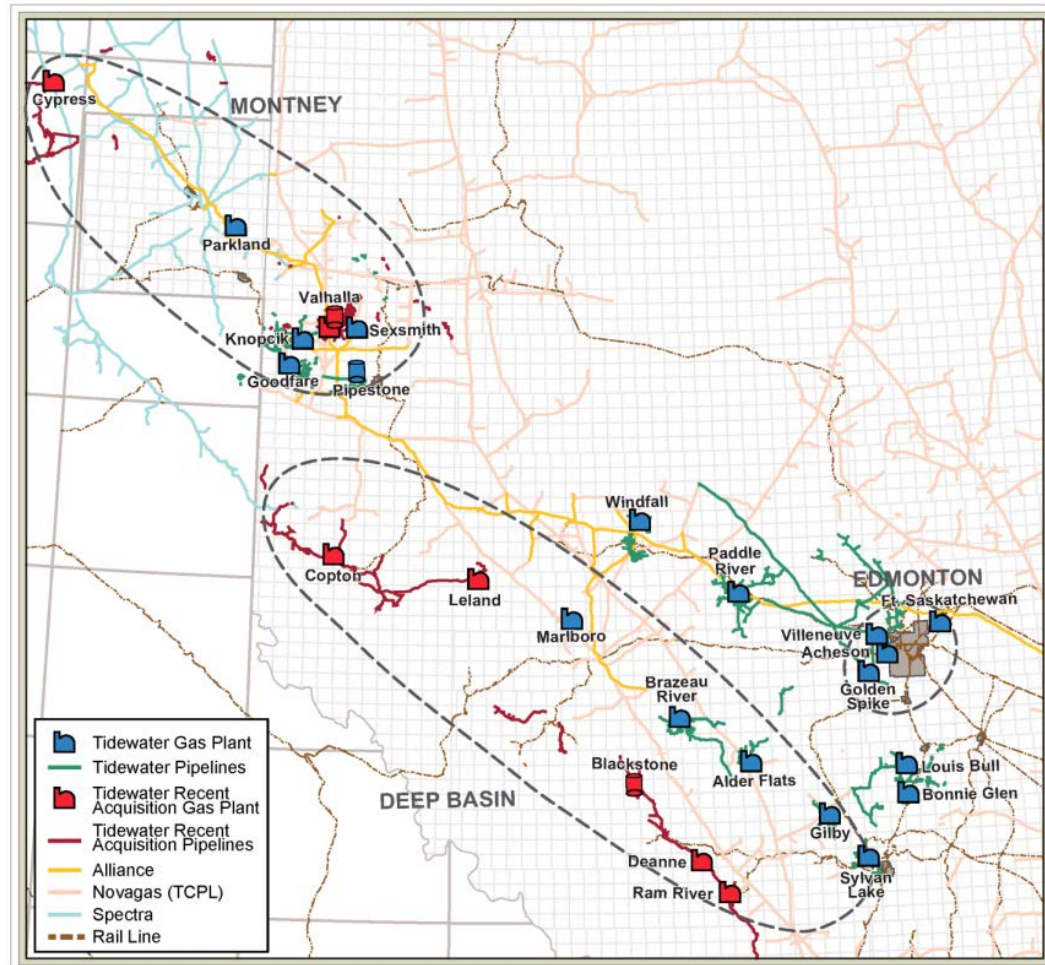 Cypress
MONTNEY
Parkland
Valhalla
Knopcik
Sexsmith
Goodfare
Pipestone
Windfall
Copton
Leland
Paddle
River
EDMONTON
Ft. Saskatchewan
Marlboro
Villeneuve
Acheson
Golden
Spike
Brazeau
River
Blackstone
Alder Flats
Louis Bull
Bonnie Glen
DEEP BASIN
Gilby
Deanne
Sylvan
Lake
Ram River
Tidewater Gas Plant
Tidewater Pipelines
Tidewater Recent
Acquisition Gas Plant
Tidewater Recent
Acquisition Pipelines
Alliance
Novagas (TCPL)
Spectra
Rail Line